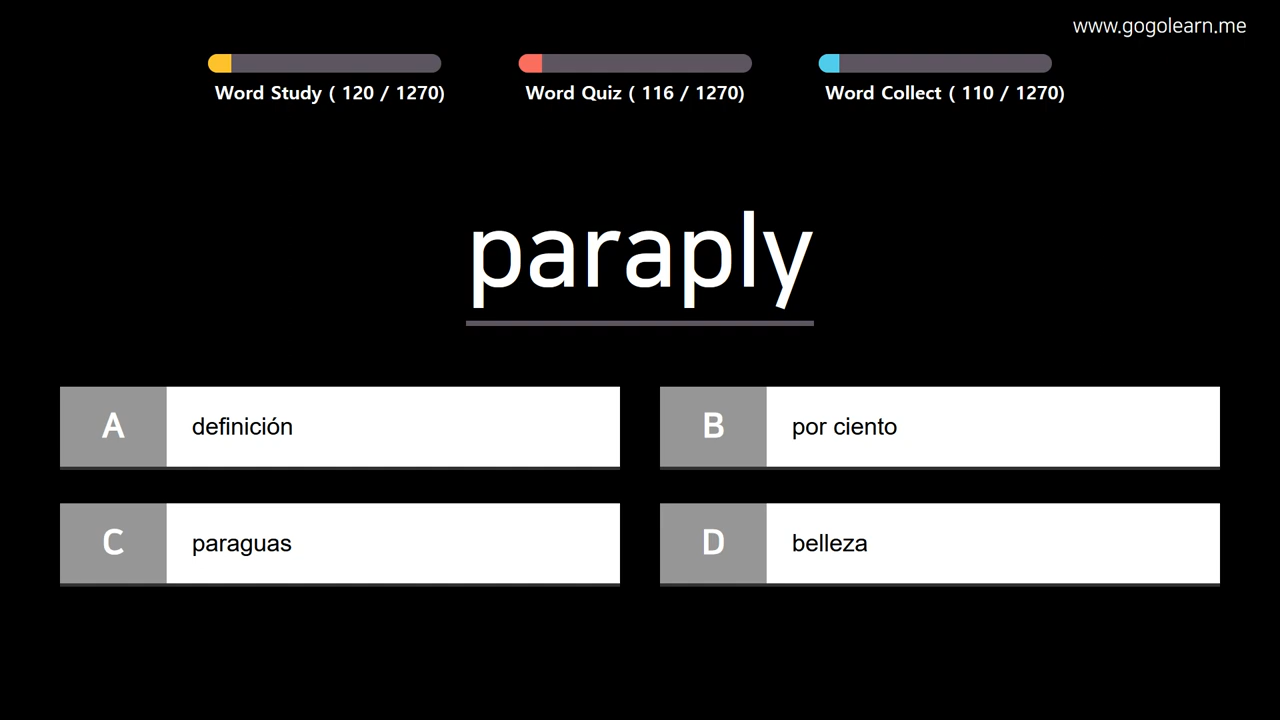 www.gogolearn.me
Word Study ( 120 / 1270)
Word Quiz ( 116 / 1270)
Word Collect ( 110 / 1270)
paraply
A definición
B por ciento
C paraguas
D belleza